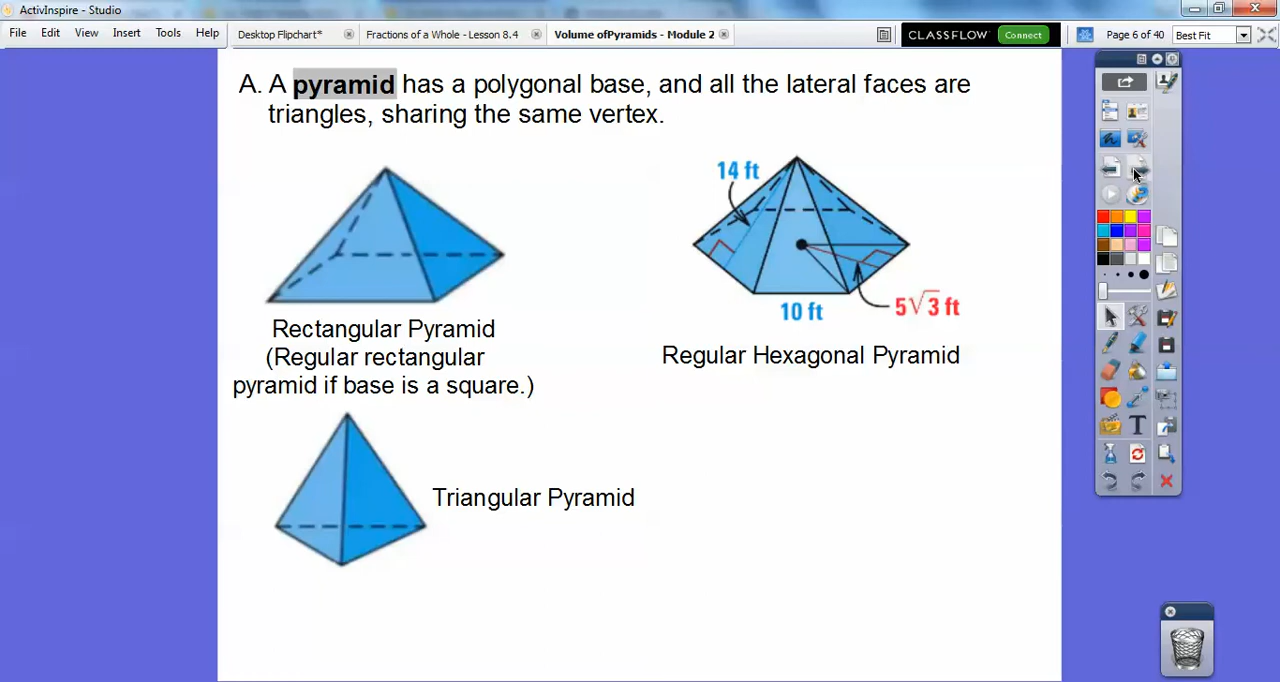 ActivInspire - Studio
File Edit View Insert Tools Help
Desktop Flipchart* Fractions of a Whole - Lesson 8.4 Volume ofPyramids - Module 2
CLASSFLOW Connect
Page 6 of 40 Best Fit
A. A pyramid has a polygonal base, and all the lateral faces are
triangles, sharing the same vertex.
14 ft
10 ft
5√3 ft
Rectangular Pyramid
(Regular rectangular
pyramid if base is a square.)
Regular Hexagonal Pyramid
Triangular Pyramid
T